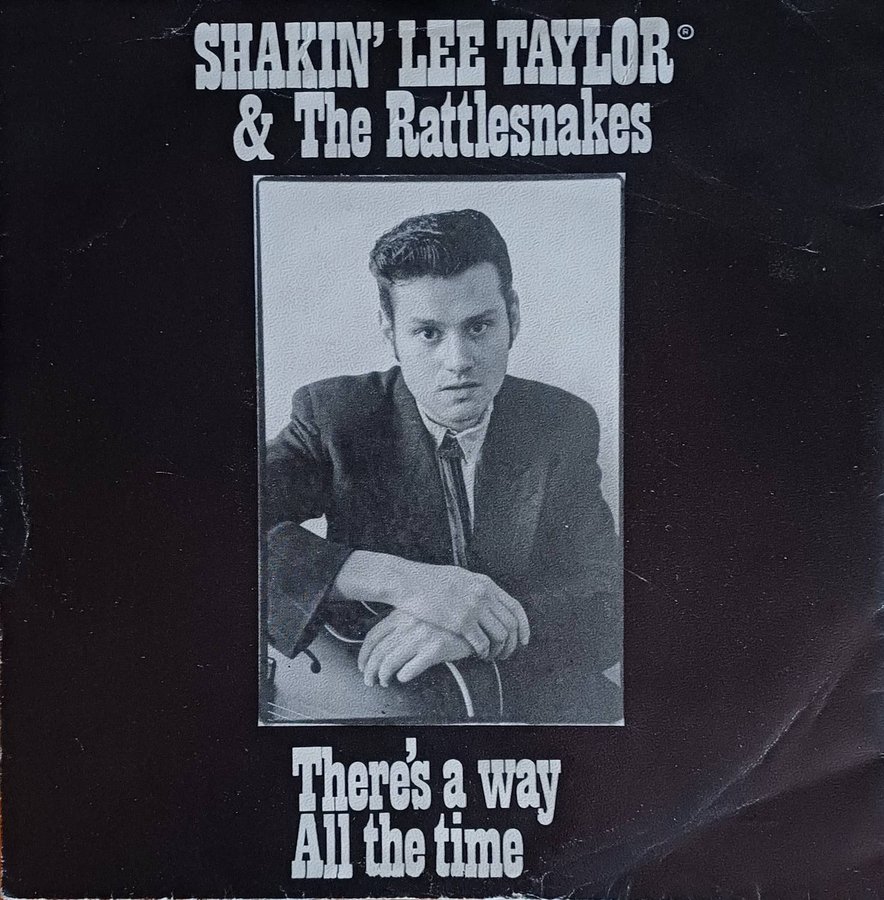 SHAKIN' LEE TAYLOR®
& The Rattlesnakes
There's a way
All the time